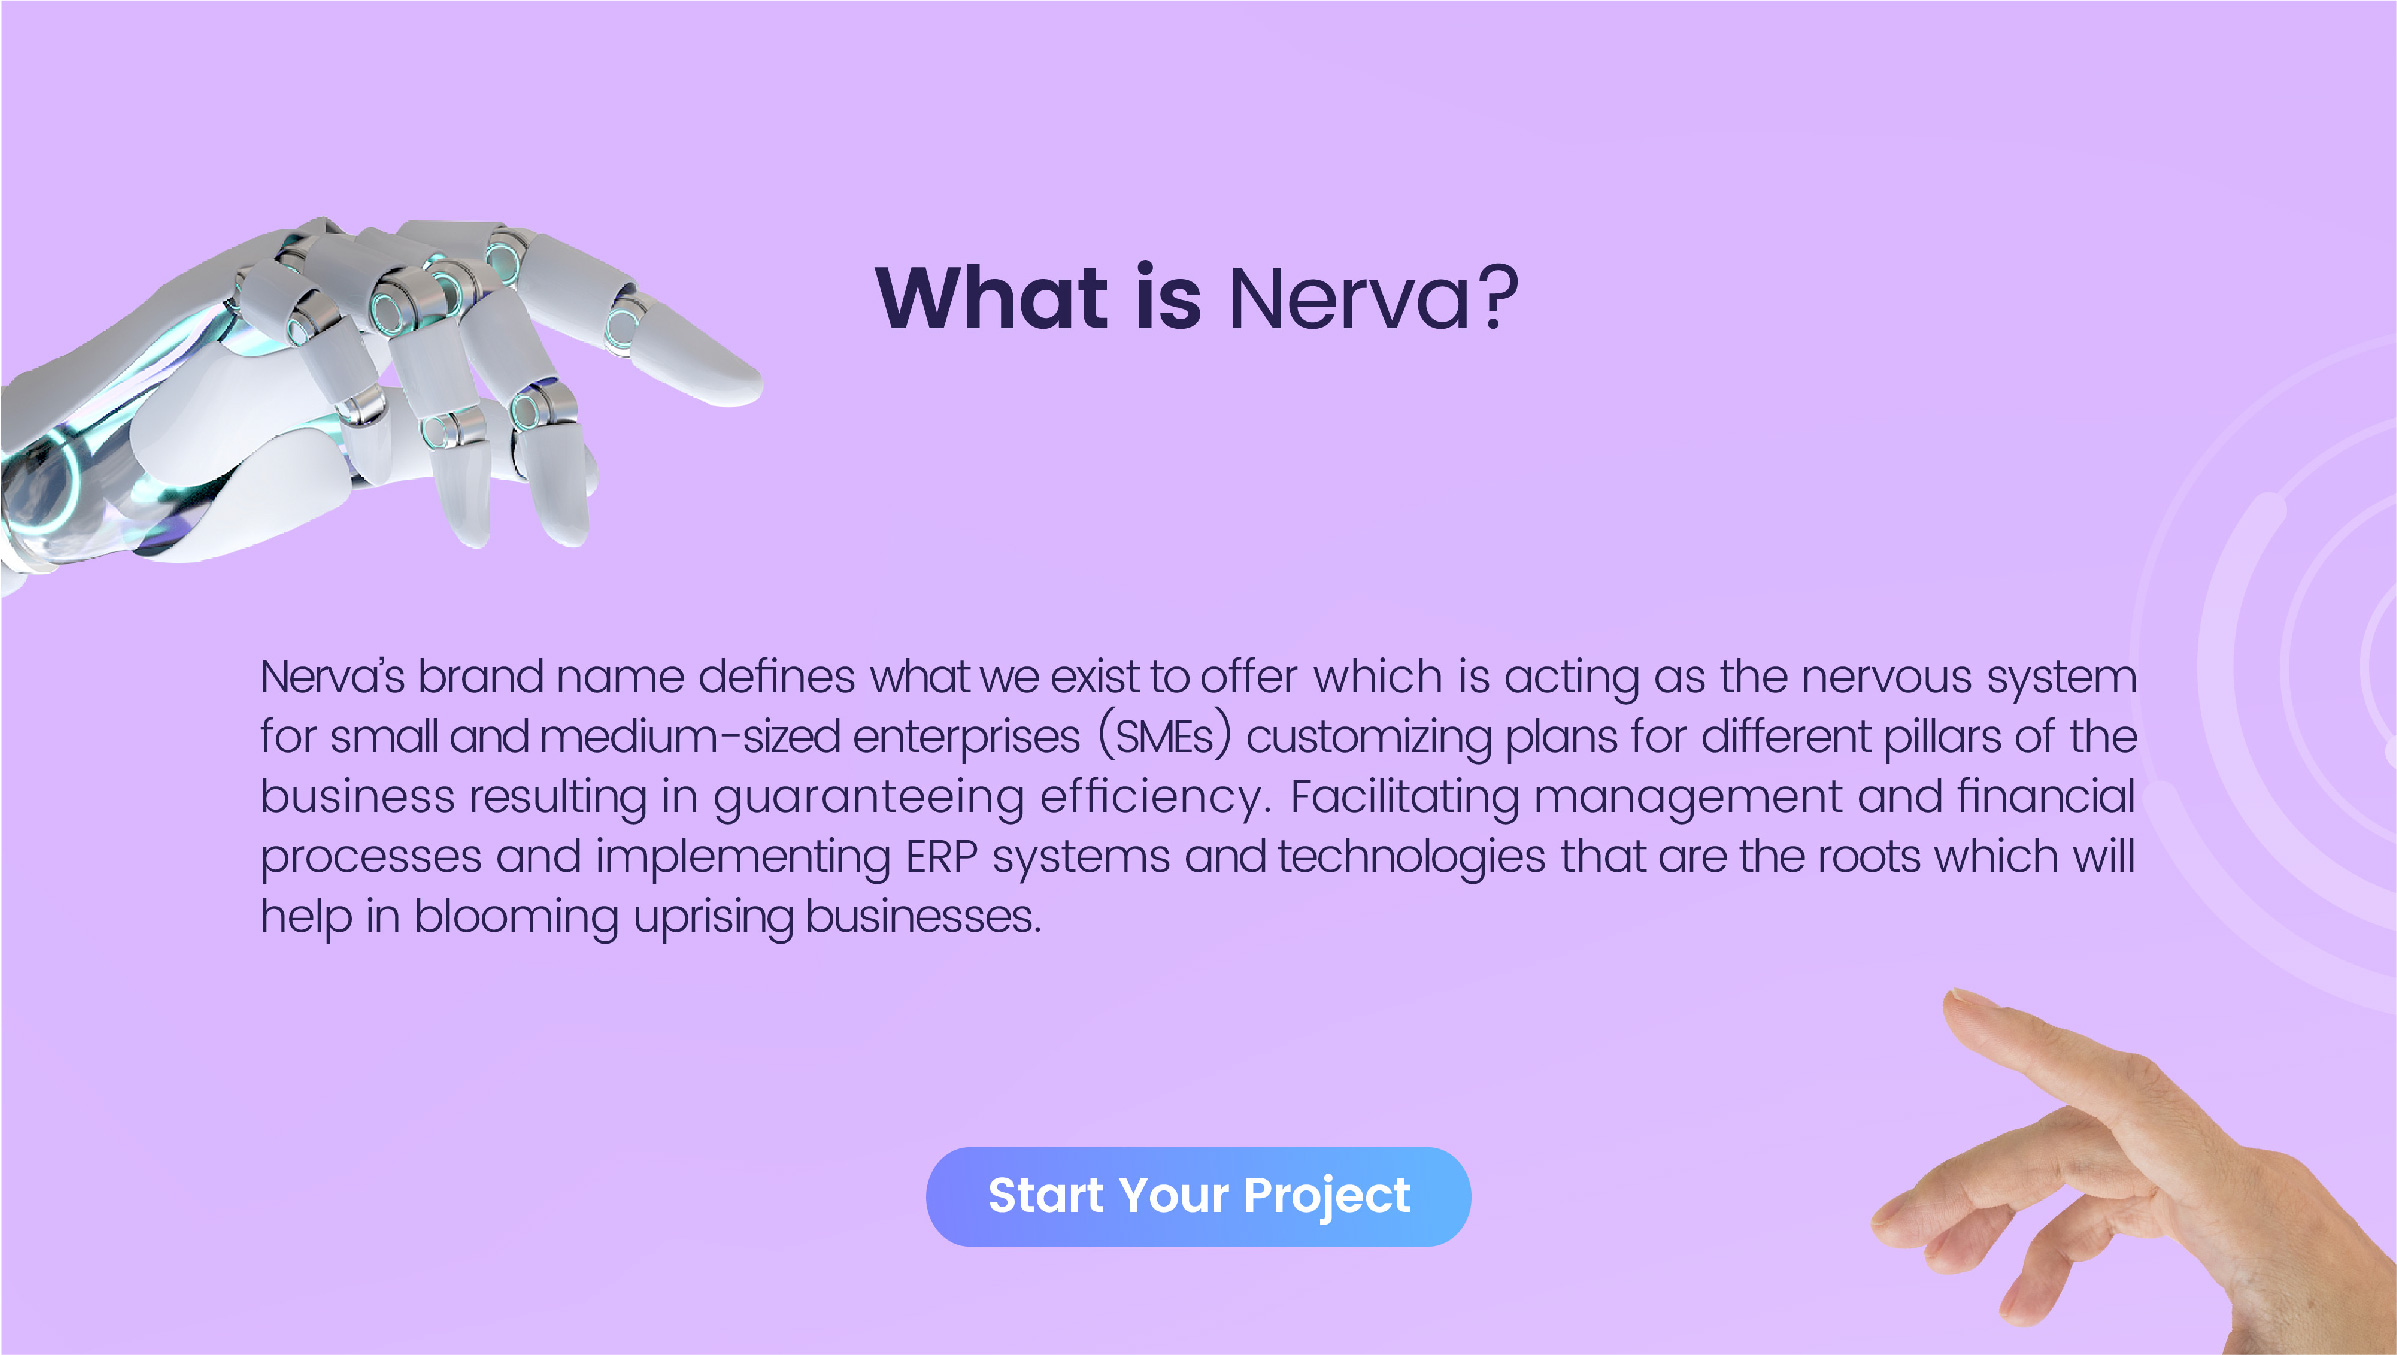 What is Nerva?
Nerva’s brand name defines what we exist to offer which is acting as the nervous system
for small and medium-sized enterprises (SMEs) customizing plans for different pillars of the
business resulting in guaranteeing efficiency. Facilitating management and financial
processes and implementing ERP systems and technologies that are the roots which will
help in blooming uprising businesses.
Start Your Project